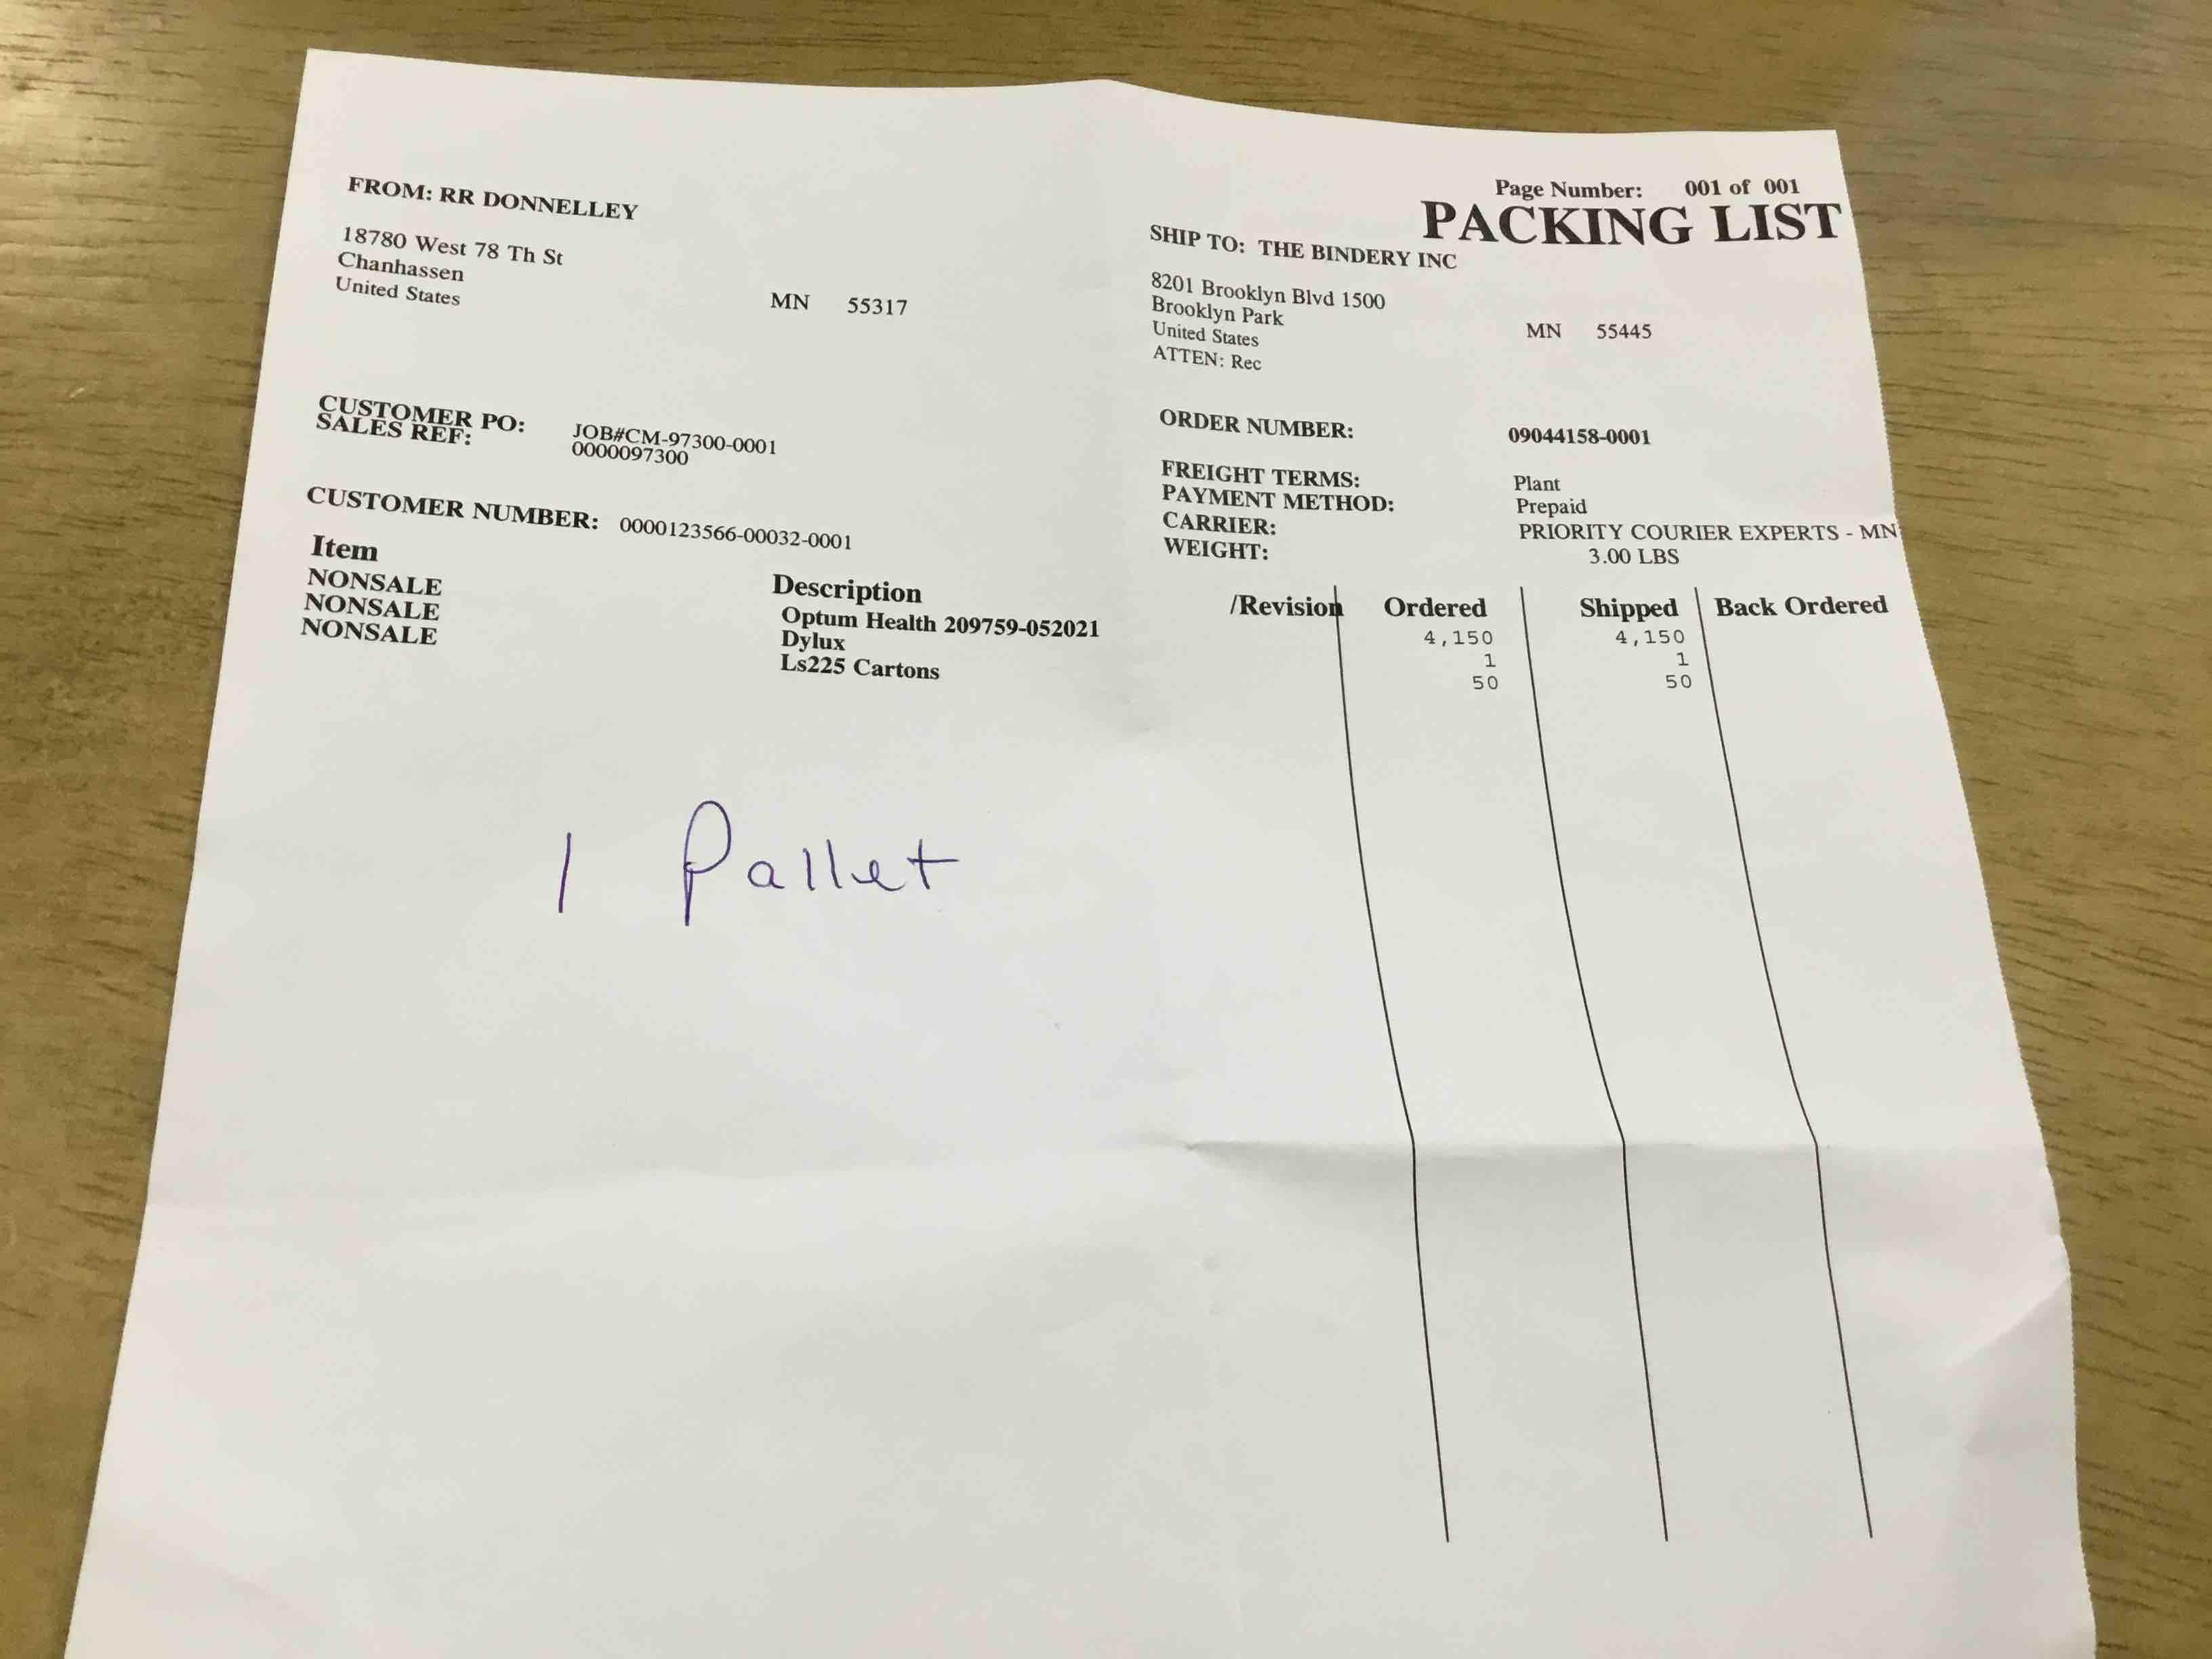 Page Number: 001 of 001
PACKING LIST
FROM: RR DONNELLEY
18780 West 78 Th St
Chanhassen
United States
MN 55317
SHIP TO: THE BINDERY INC
8201 Brooklyn Blvd 1500
Brooklyn Park
United States
MN 55445
ATTEN: Rec
CUSTOMER PO: JOB#CM-97300-0001
SALES REF: 0000097300
CUSTOMER NUMBER: 0000123566-00032-0001
ORDER NUMBER: 09044158-0001
FREIGHT TERMS: Plant
PAYMENT METHOD: Prepaid
CARRIER: PRIORITY COURIER EXPERTS - MN
WEIGHT: 3.00 LBS
Item Description /Revision Ordered Shipped Back Ordered
NONSALE Optum Health 209759-052021 4,150 4,150
NONSALE Dylux 1 1
NONSALE Ls225 Cartons 50 50
1 Pallet